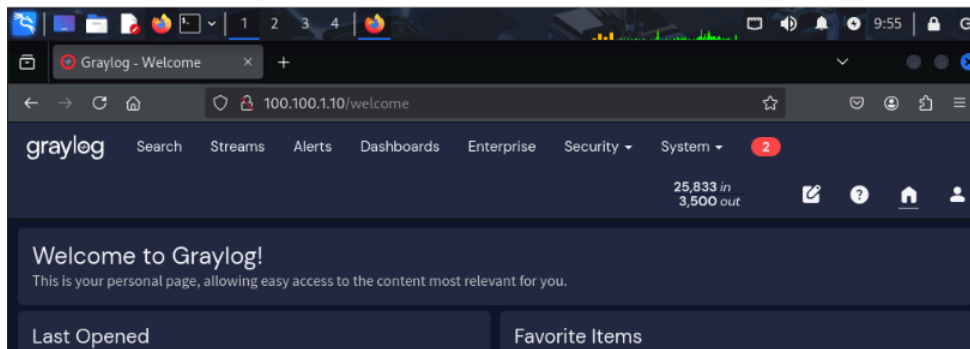 1 2 3 4 9:55
Graylog - Welcome
100.100.1.10/welcome
graylog Search Streams Alerts Dashboards Enterprise Security System 2
25,833 in
3,500 out
Welcome to Graylog!
This is your personal page, allowing easy access to the content most relevant for you.
Last Opened Favorite Items